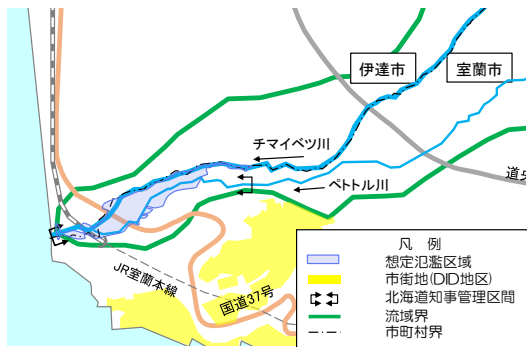 伊達市
室蘭市
チマイベツ川
ペトトル川
道央
JR室蘭本線
国道37号
凡 例
想定氾濫区域
市街地(DID地区)
北海道知事管理区間
流域界
市町村界